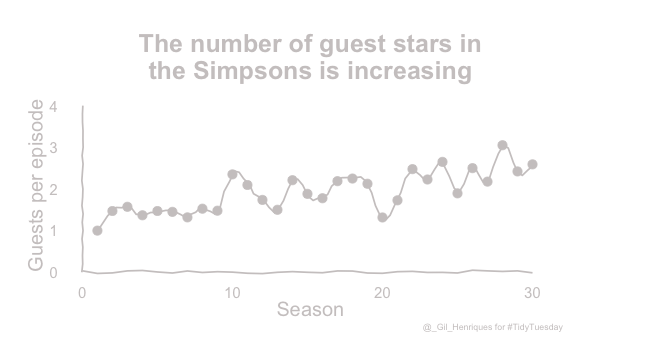 The number of guest stars in
the Simpsons is increasing
Guests per episode
4
3
2
1
0
0 10 20 30
Season
@_Gil_Henriques for #TidyTuesday